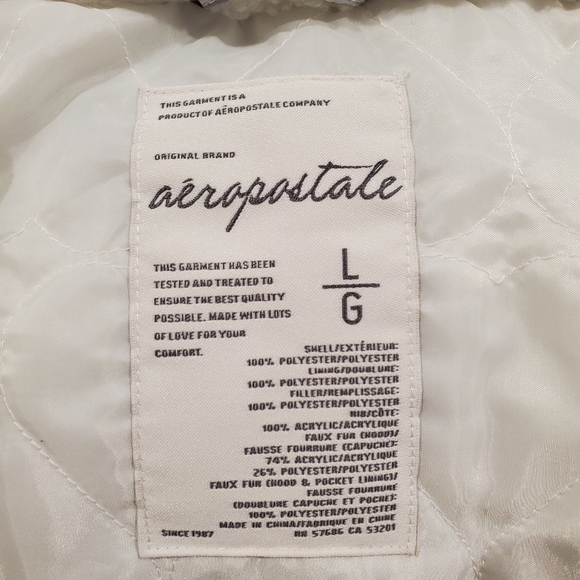 THIS GARMENT IS A
PRODUCT OF AÉROPOSTALE COMPANY
ORIGINAL BRAND
aéropostale
THIS GARMENT HAS BEEN
TESTED AND TREATED TO
ENSURE THE BEST QUALITY
POSSIBLE. MADE WITH LOTS
OF LOVE FOR YOUR
COMFORT.
L
G
SHELL/EXTÉRIEUR:
100% POLYESTER/POLYESTER
LINING/DOUBLURE:
100% POLYESTER/POLYESTER
FILLER/REMPLISSAGE:
100% POLYESTER/POLYESTER
RIB/CÔTE:
100% ACRYLIC/ACRYLIQUE
FAUX FUR (HOOD)/
FAUSSE FOURRURE (CAPUCHE):
74% ACRYLIC/ACRYLIQUE
26% POLYESTER/POLYESTER
FAUX FUR (HOOD & POCKET LINING)/
FAUSSE FOURRURE
(DOUBLURE CAPUCHE ET POCHE):
100% POLYESTER/POLYESTER
MADE IN CHINA/FABRIQUE EN CHINE
SINCE 1987 RN 57686 CA 53201